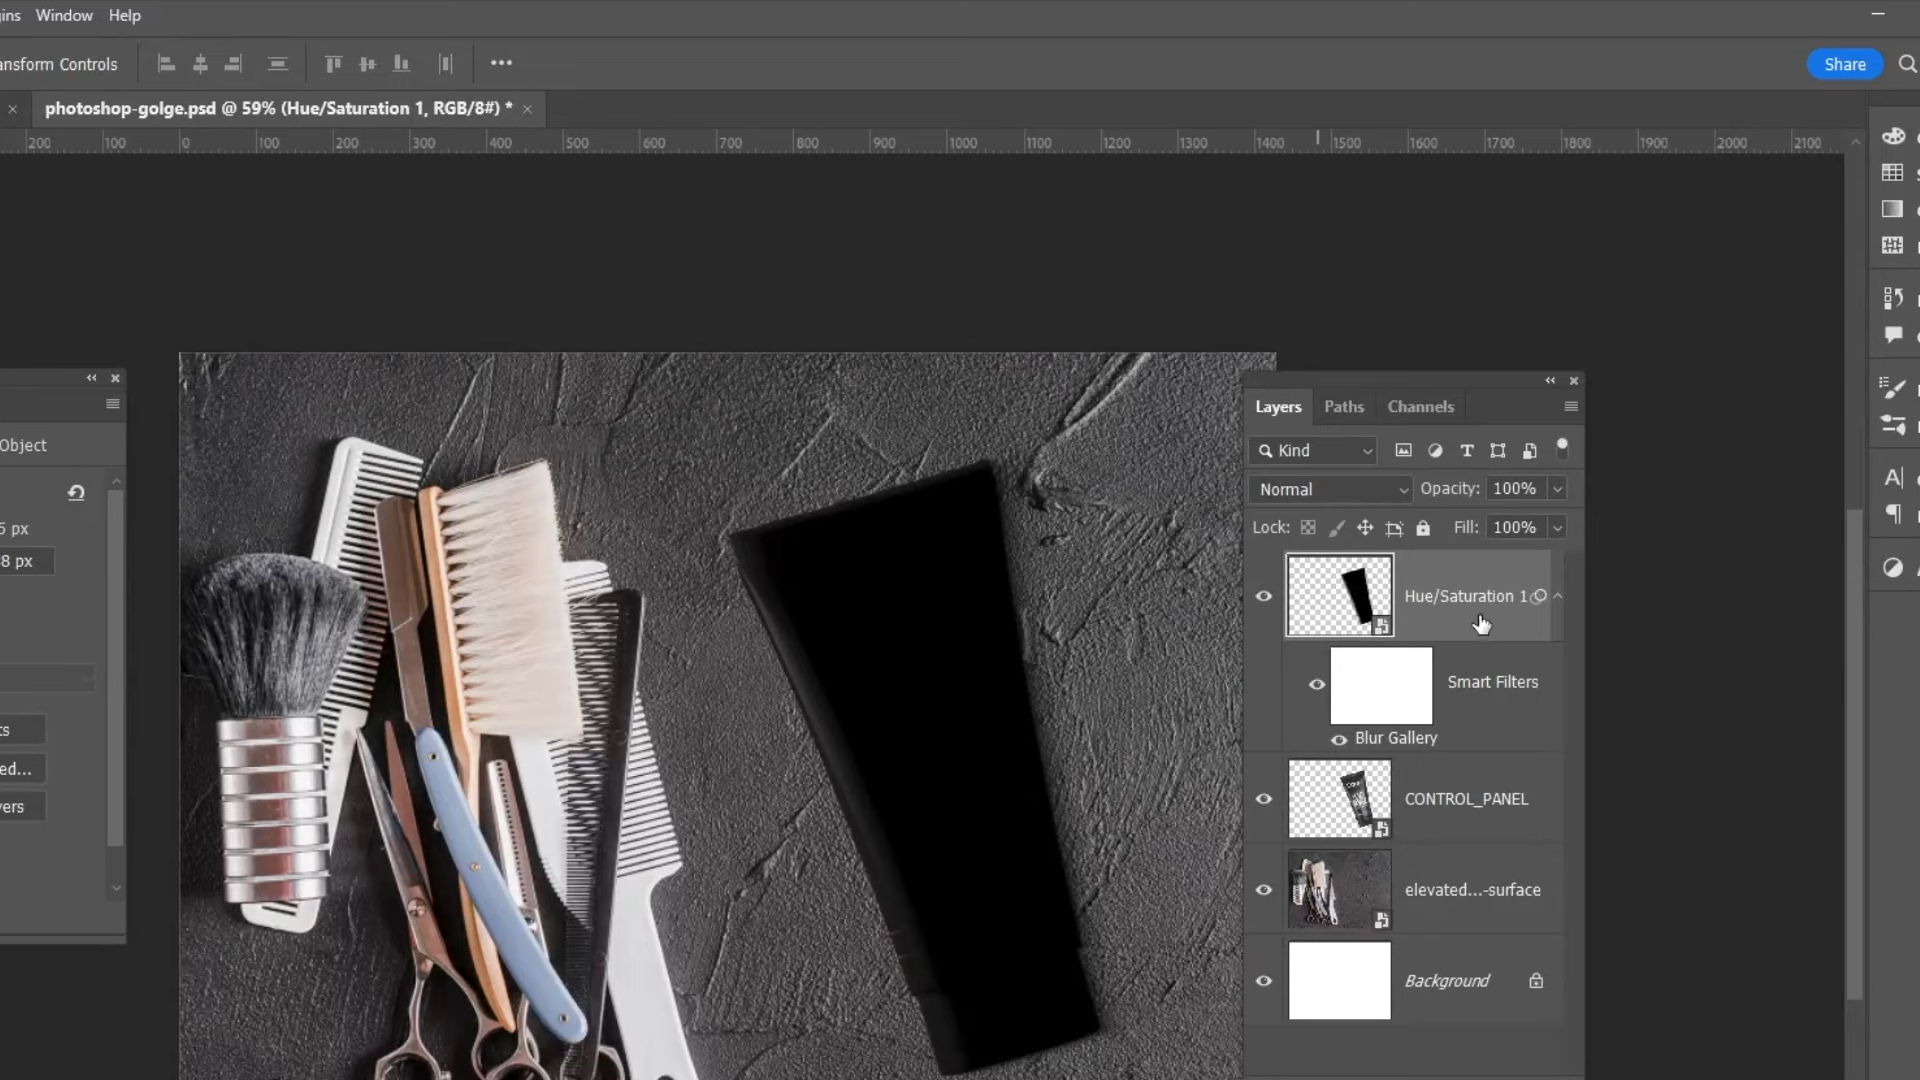 gins Window Help
ansform Controls
Share
photoshop-golge.psd @ 59% (Hue/Saturation 1, RGB/8#) *
200 100 0 100 200 300 400 500 600 700 800 900 1000 1100 1200 1300 1400 1500 1600 1700 1800 1900 2000 2100
Object
5 px
8 px
ts
ed...
yers
Layers Paths Channels
Kind
Normal Opacity: 100%
Lock: Fill: 100%
Hue/Saturation 1
Smart Filters
Blur Gallery
CONTROL_PANEL
elevated...-surface
Background